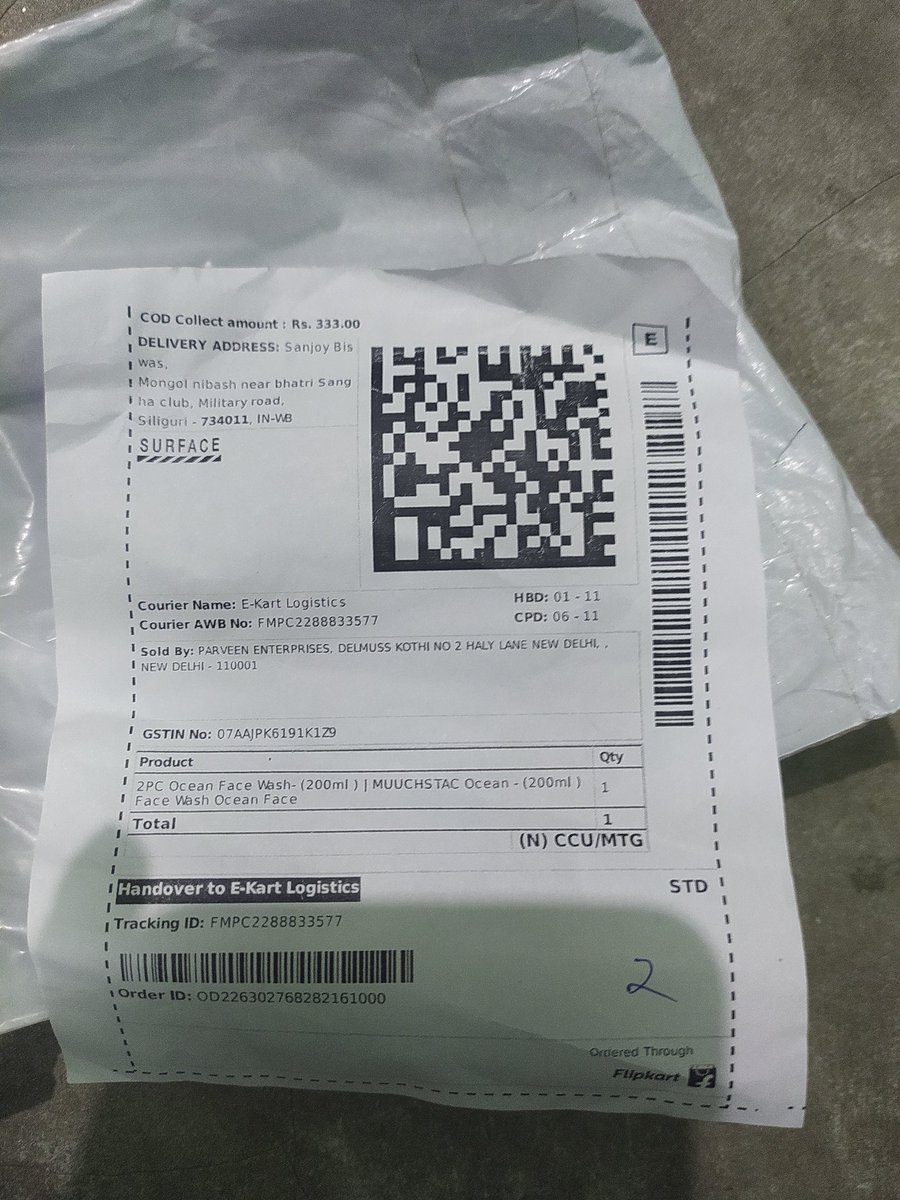 COD Collect amount : Rs. 333.00
DELIVERY ADDRESS: Sanjoy Bis
was,
Mongol nibash near bhatri Sang
ha club, Military road,
Siliguri - 734011, IN-WB
SURFACE
E
Courier Name: E-Kart Logistics
Courier AWB No: FMPC2288833577
HBD: 01 - 11
CPD: 06 - 11
Sold By: PARVEEN ENTERPRISES, DELMUSS KOTHI NO 2 HALY LANE NEW DELHI, ,
NEW DELHI - 110001
GSTIN No: 07AAJPK6191K1Z9
Product Qty
2PC Ocean Face Wash- (200ml ) | MUUCHSTAC Ocean - (200ml ) 1
Face Wash Ocean Face
Total 1
(N) CCU/MTG
Handover to E-Kart Logistics STD
Tracking ID: FMPC2288833577
2
Order ID: OD226302768282161000
Ordered Through
Flipkart